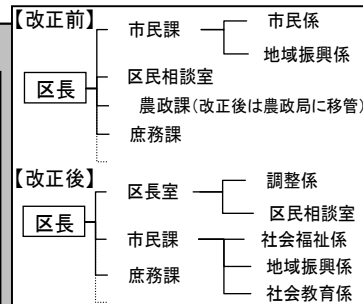 【改正前】
市民課
市民係
地域振興係
区長
区民相談室
農政課(改正後は農政局に移管)
庶務課
【改正後】
区長室
調整係
区民相談室
区長
市民課
社会福祉係
地域振興係
庶務課
社会教育係